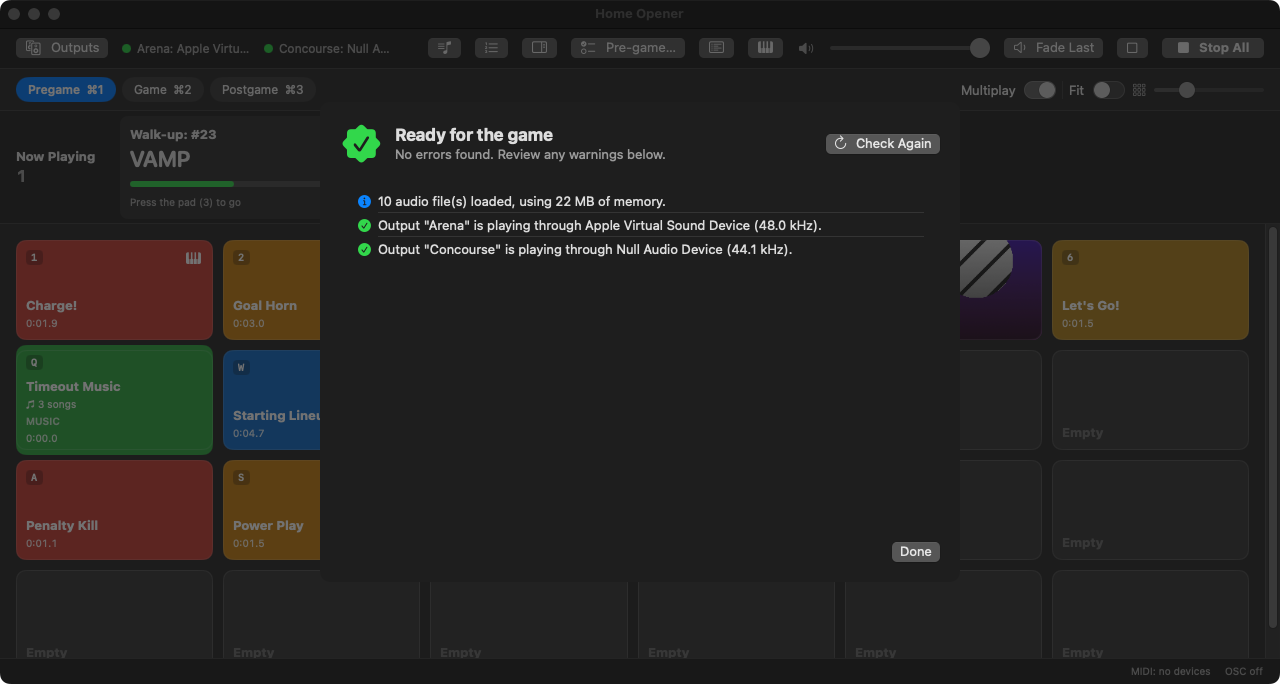 Home Opener
Outputs
Arena: Apple Virtu...
Concourse: Null A...
Pre-game...
Fade Last
Stop All
Pregame ⌘1
Game ⌘2
Postgame ⌘3
Multiplay
Fit
Now Playing
1
Walk-up: #23
VAMP
Press the pad (3) to go
Ready for the game
No errors found. Review any warnings below.
Check Again
10 audio file(s) loaded, using 22 MB of memory.
Output "Arena" is playing through Apple Virtual Sound Device (48.0 kHz).
Output "Concourse" is playing through Null Audio Device (44.1 kHz).
Done
1
Charge!
0:01.9
2
Goal Horn
0:03.0
6
Let's Go!
0:01.5
Q
Timeout Music
3 songs
MUSIC
0:00.0
W
Starting Lineu
0:04.7
Empty
A
Penalty Kill
0:01.1
S
Power Play
0:01.5
Empty
Empty
Empty
Empty
Empty
Empty
Empty
MIDI: no devices
OSC off